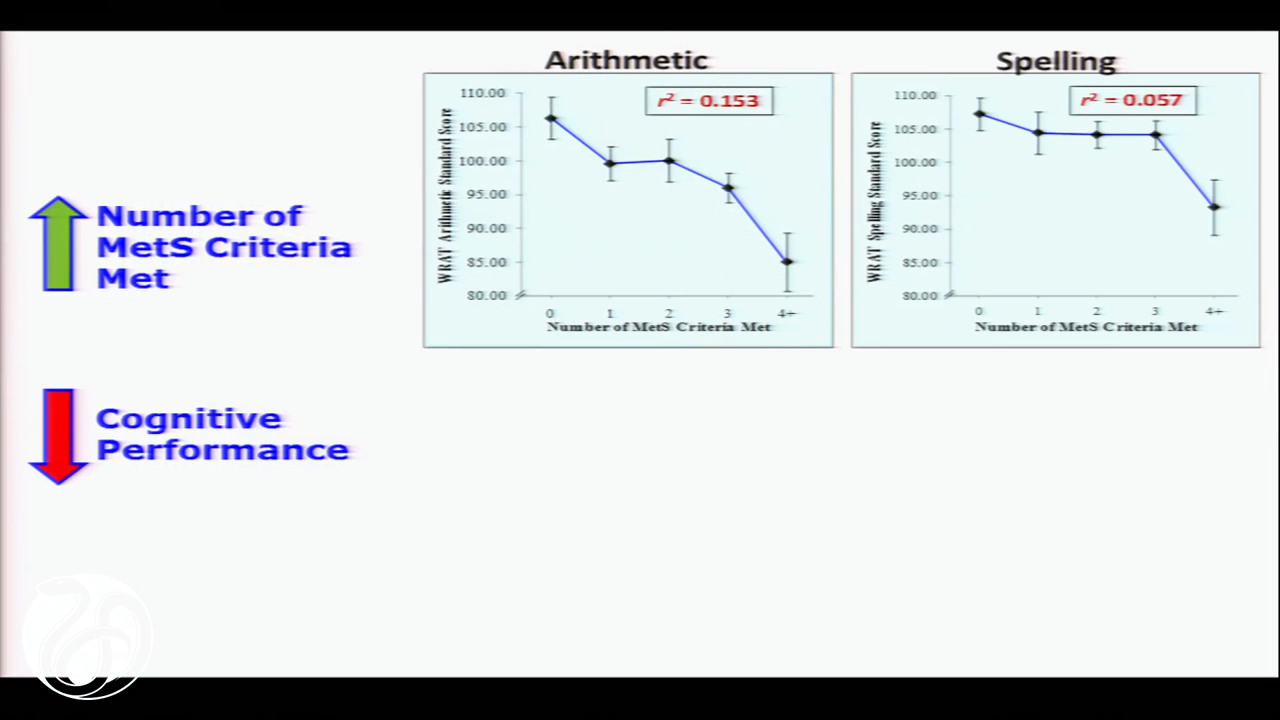 Arithmetic
r² = 0.153
WRAT Arithmetic Standard Score
110.00
105.00
100.00
95.00
90.00
85.00
80.00
0 1 2 3 4+
Number of MetS Criteria Met
Spelling
r² = 0.057
WRAT Spelling Standard Score
110.00
105.00
100.00
95.00
90.00
85.00
80.00
0 1 2 3 4+
Number of MetS Criteria Met
Number of
MetS Criteria
Met
Cognitive
Performance